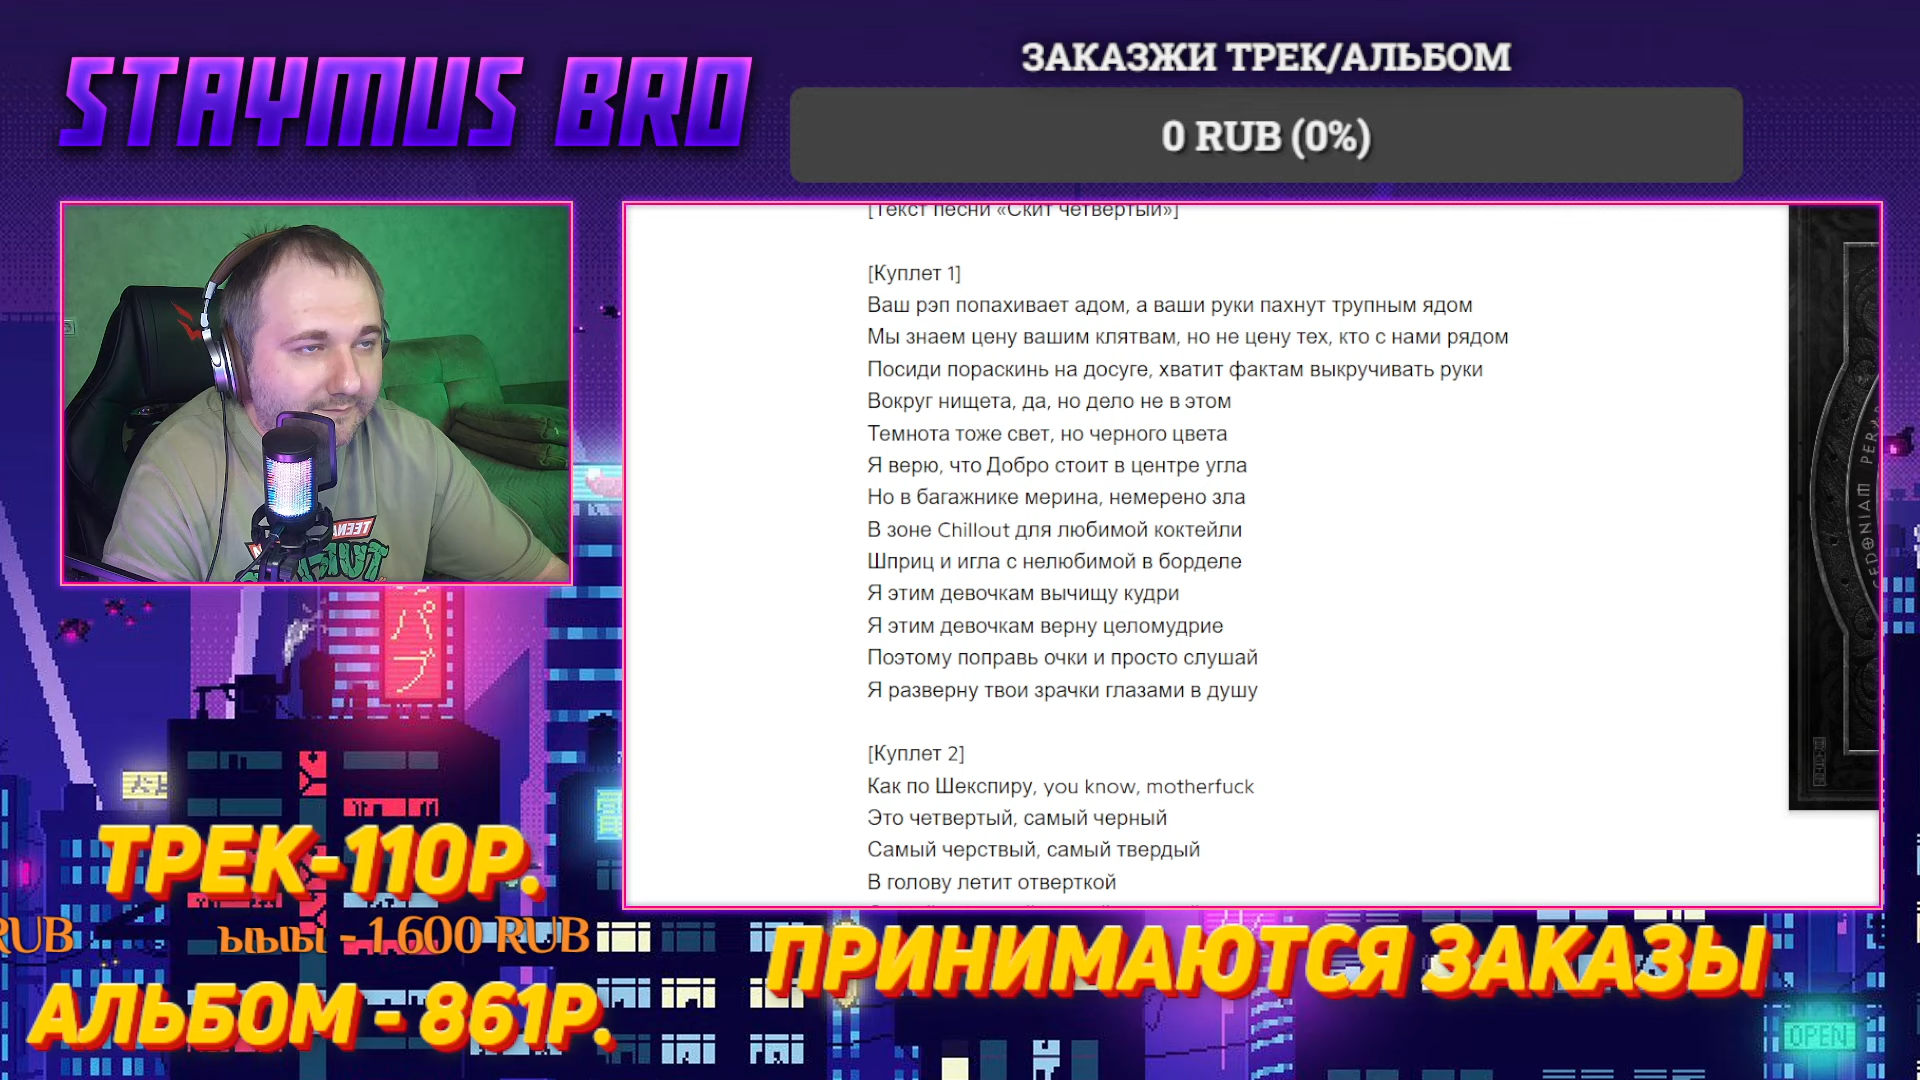 STAYMUS BRO
ЗАКАЗЖИ ТРЕК/АЛЬБОМ
0 RUB (0%)
[Текст песни «Скит четвертый»]
[Куплет 1]
Ваш рэп попахивает адом, а ваши руки пахнут трупным ядом
Мы знаем цену вашим клятвам, но не цену тех, кто с нами рядом
Посиди пораскинь на досуге, хватит фактам выкручивать руки
Вокруг нищета, да, но дело не в этом
Темнота тоже свет, но черного цвета
Я верю, что Добро стоит в центре угла
Но в багажнике мерина, немерено зла
В зоне Chillout для любимой коктейли
Шприц и игла с нелюбимой в борделе
Я этим девочкам вычищу кудри
Я этим девочкам верну целомудрие
Поэтому поправь очки и просто слушай
Я разверну твои зрачки глазами в душу
[Куплет 2]
Как по Шекспиру, you know, motherfuck
Это четвертый, самый черный
Самый черствый, самый твердый
В голову летит отверткой
パブ
ТРЕК-110Р.
RUB ыыы - 1 600 RUB
АЛЬБОМ - 861Р.
ПРИНИМАЮТСЯ ЗАКАЗЫ
OPEN